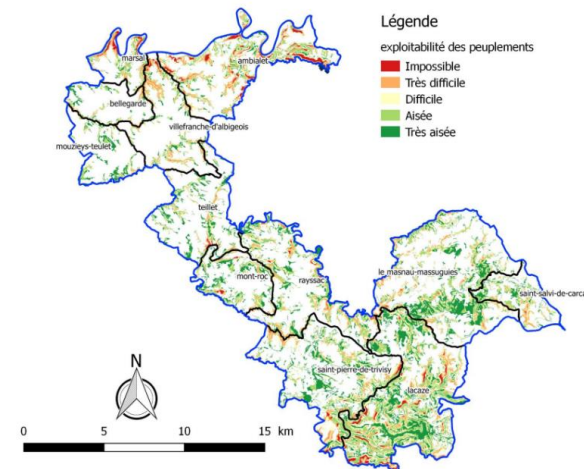 Légende
exploitabilité des peuplements
Impossible
Très difficile
Difficile
Aisée
Très aisée
marsal
ambialet
bellegarde
villefranche-d'albigeois
mouzieys-teulet
teillet
le masnau-massuguies
mont-roc
rayssac
saint-salvi-de-carca
saint-pierre-de-trivisy
lacaze
N
0 5 10 15 km